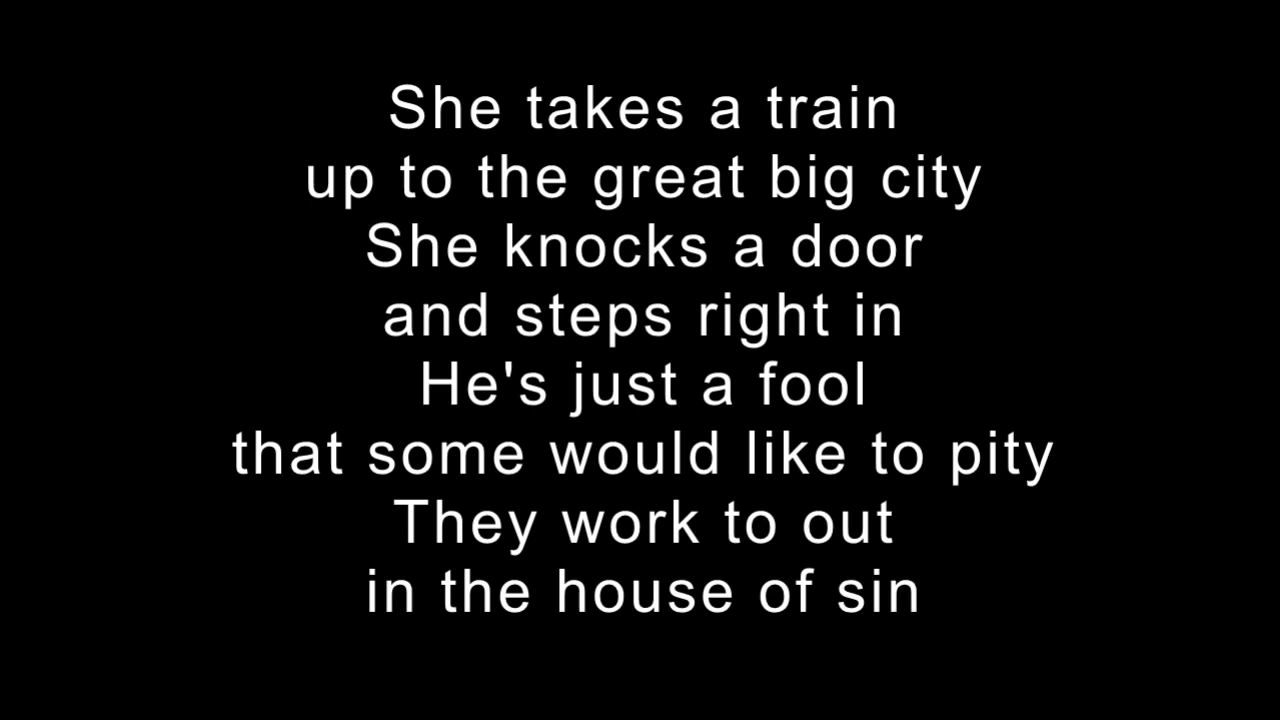 She takes a train
up to the great big city
She knocks a door
and steps right in
He's just a fool
that some would like to pity
They work to out
in the house of sin